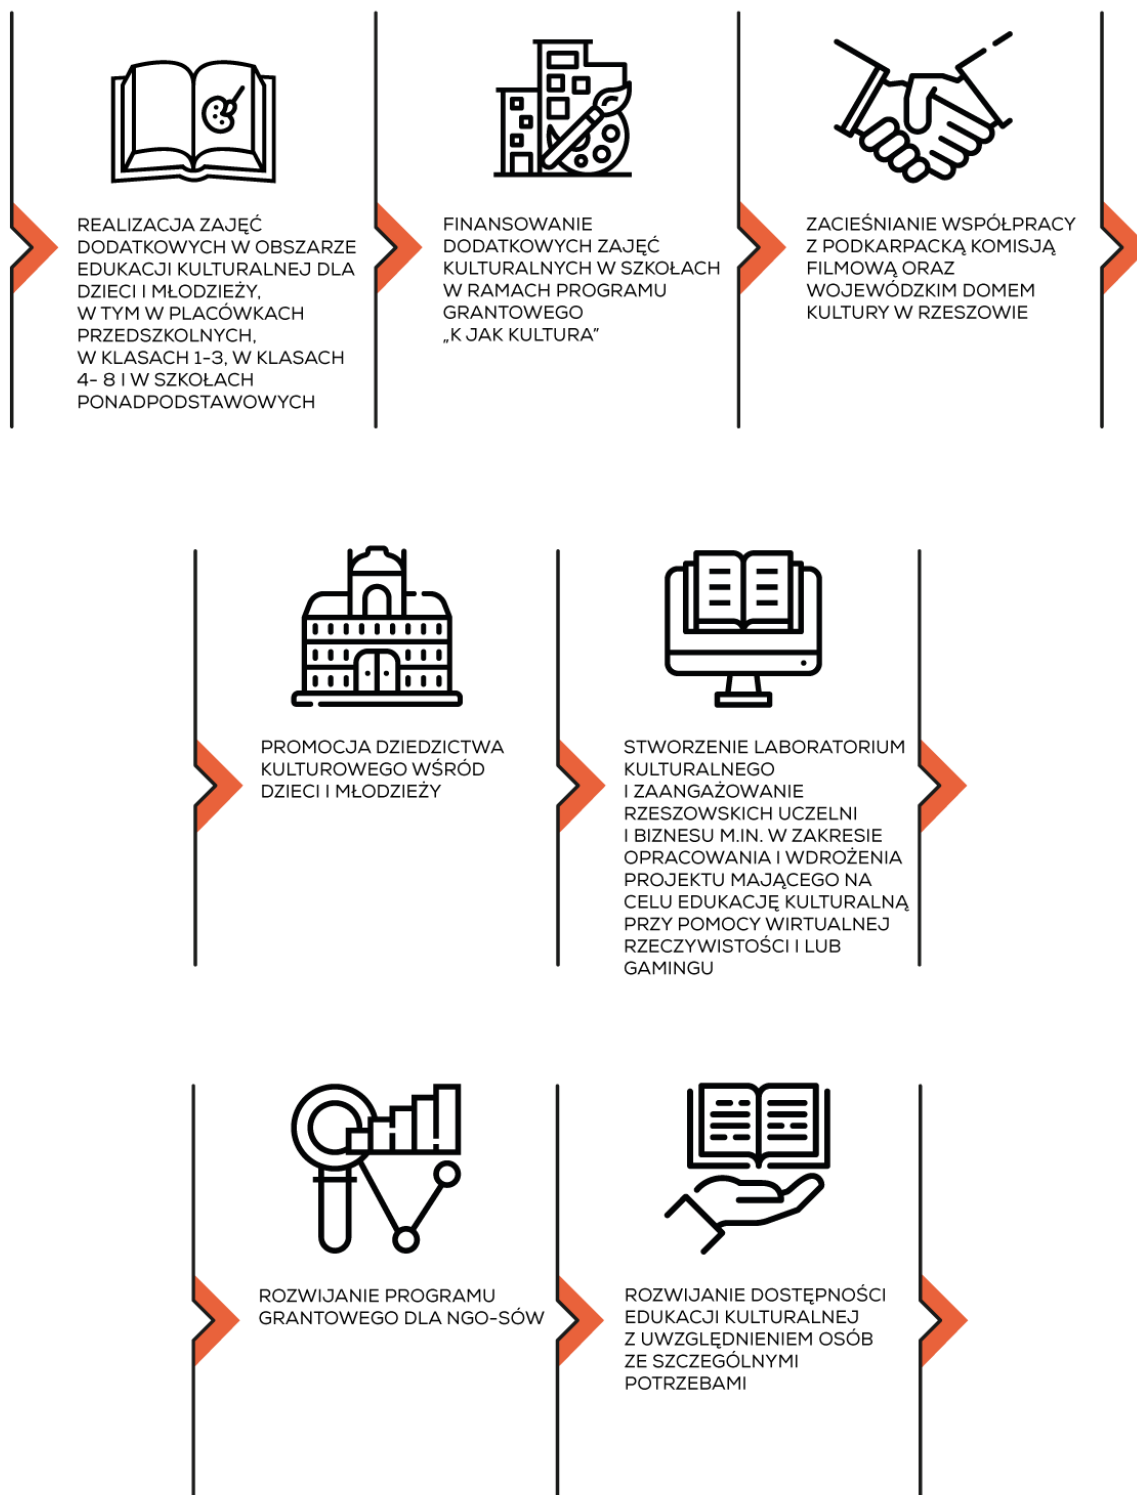 REALIZACJA ZAJĘĆ
DODATKOWYCH W OBSZARZE
EDUKACJI KULTURALNEJ DLA
DZIECI I MŁODZIEŻY,
W TYM W PLACÓWKACH
PRZEDSZKOLNYCH,
W KLASACH 1-3, W KLASACH
4- 8 I W SZKOŁACH
PONADPODSTAWOWYCH
FINANSOWANIE
DODATKOWYCH ZAJĘĆ
KULTURALNYCH W SZKOŁACH
W RAMACH PROGRAMU
GRANTOWEGO
„K JAK KULTURA”
ZACIEŚNIANIE WSPÓŁPRACY
Z PODKARPACKĄ KOMISJĄ
FILMOWĄ ORAZ
WOJEWÓDZKIM DOMEM
KULTURY W RZESZOWIE
PROMOCJA DZIEDZICTWA
KULTUROWEGO WŚRÓD
DZIECI I MŁODZIEŻY
STWORZENIE LABORATORIUM
KULTURALNEGO
I ZAANGAŻOWANIE
RZESZOWSKICH UCZELNI
I BIZNESU M.IN. W ZAKRESIE
OPRACOWANIA I WDROŻENIA
PROJEKTU MAJĄCEGO NA
CELU EDUKACJĘ KULTURALNĄ
PRZY POMOCY WIRTUALNEJ
RZECZYWISTOŚCI I LUB
GAMINGU
ROZWIJANIE PROGRAMU
GRANTOWEGO DLA NGO-SÓW
ROZWIJANIE DOSTĘPNOŚCI
EDUKACJI KULTURALNEJ
Z UWZGLĘDNIENIEM OSÓB
ZE SZCZEGÓLNYMI
POTRZEBAMI